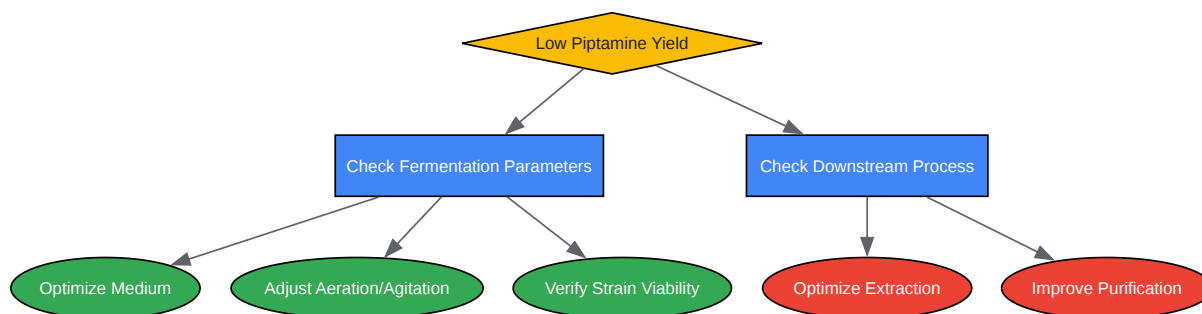 Low Piptamine Yield
Check Fermentation Parameters
Check Downstream Process
Optimize Medium
Adjust Aeration/Agitation
Verify Strain Viability
Optimize Extraction
Improve Purification